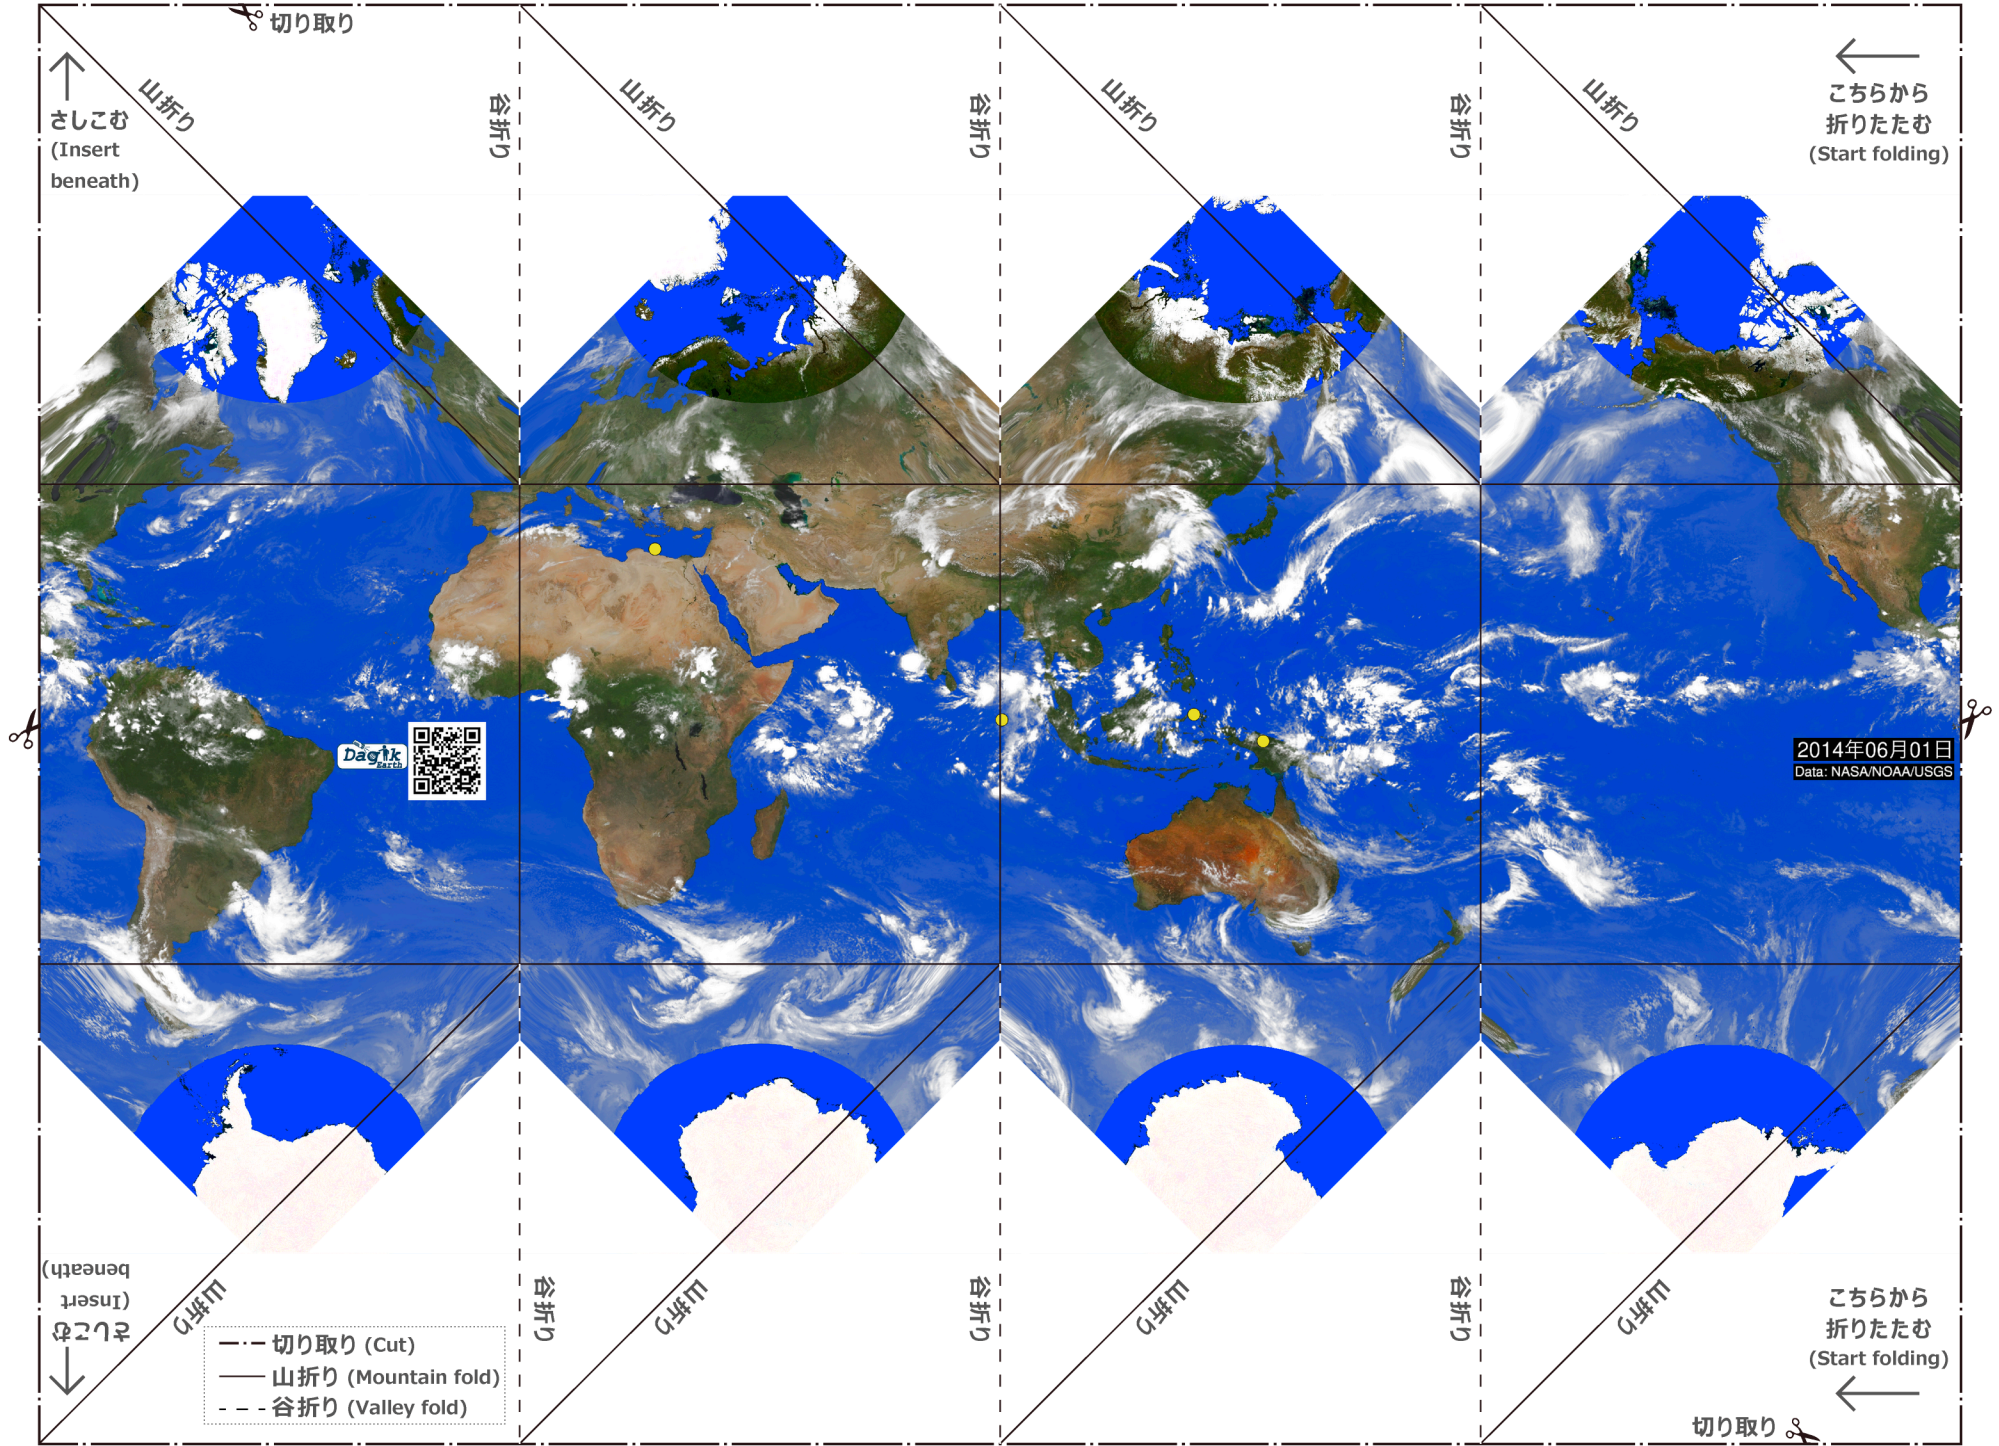 切り取り
さしこむ
(Insert
beneath)
山折り
谷折り
山折り
谷折り
山折り
谷折り
山折り
こちらから
折りたたむ
(Start folding)
Dagik
Earth
2014年06月01日
Data: NASA/NOAA/USGS
さしこむ
(Insert
beneath)
山折り
谷折り
山折り
谷折り
山折り
谷折り
山折り
こちらから
折りたたむ
(Start folding)
切り取り (Cut)
山折り (Mountain fold)
谷折り (Valley fold)
切り取り